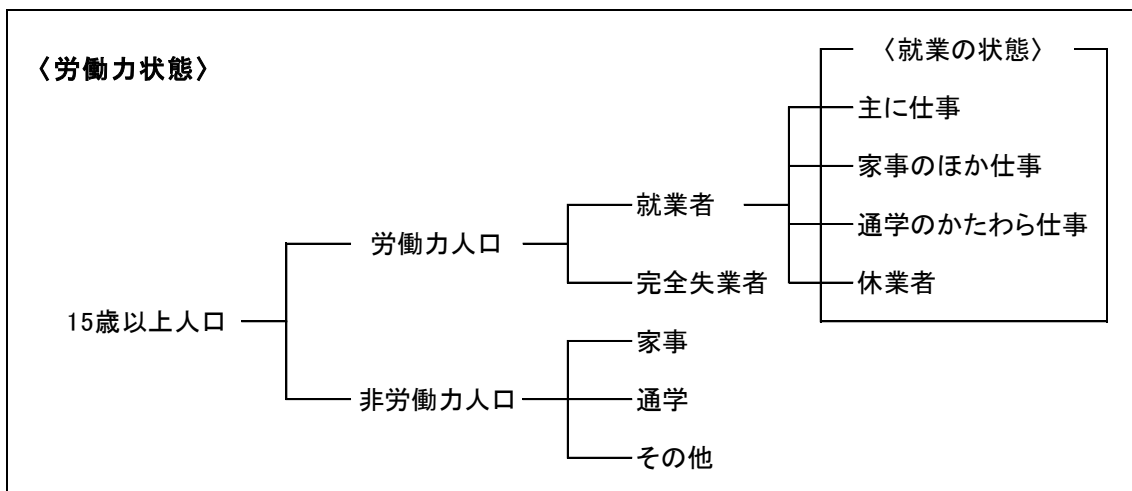 〈労働力状態〉
〈就業の状態〉
主に仕事
家事のほか仕事
就業者
通学のかたわら仕事
労働力人口
完全失業者
休業者
15歳以上人口
家事
非労働力人口
通学
その他